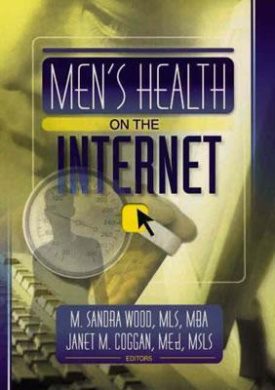 MEN'S HEALTH
ON THE
INTERNET
M. SANDRA WOOD, MLS, MBA
JANET M. COGGAN, MEd, MSLS
EDITORS